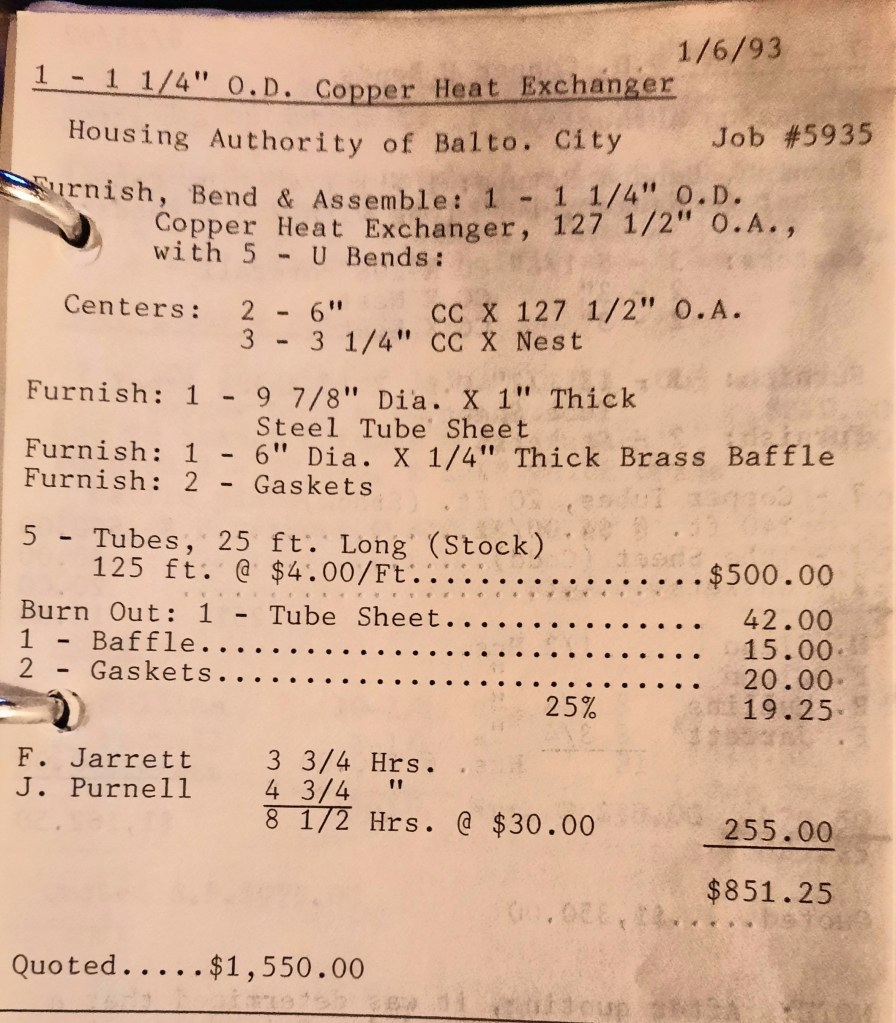 1/6/93
1 - 1 1/4" O.D. Copper Heat Exchanger
Housing Authority of Balto. City Job #5935
Furnish, Bend & Assemble: 1 - 1 1/4" O.D.
Copper Heat Exchanger, 127 1/2" O.A.,
with 5 - U Bends:
Centers: 2 - 6" CC X 127 1/2" O.A.
3 - 3 1/4" CC X Nest
Furnish: 1 - 9 7/8" Dia. X 1" Thick
Steel Tube Sheet
Furnish: 1 - 6" Dia. X 1/4" Thick Brass Baffle
Furnish: 2 - Gaskets
5 - Tubes, 25 ft. Long (Stock)
125 ft. @ $4.00/Ft..................$500.00
Burn Out: 1 - Tube Sheet................ 42.00
1 - Baffle............................... 15.00
2 - Gaskets.............................. 20.00
25% 19.25
F. Jarrett 3 3/4 Hrs.
J. Purnell 4 3/4 "
8 1/2 Hrs. @ $30.00 255.00
$851.25
Quoted.....$1,550.00